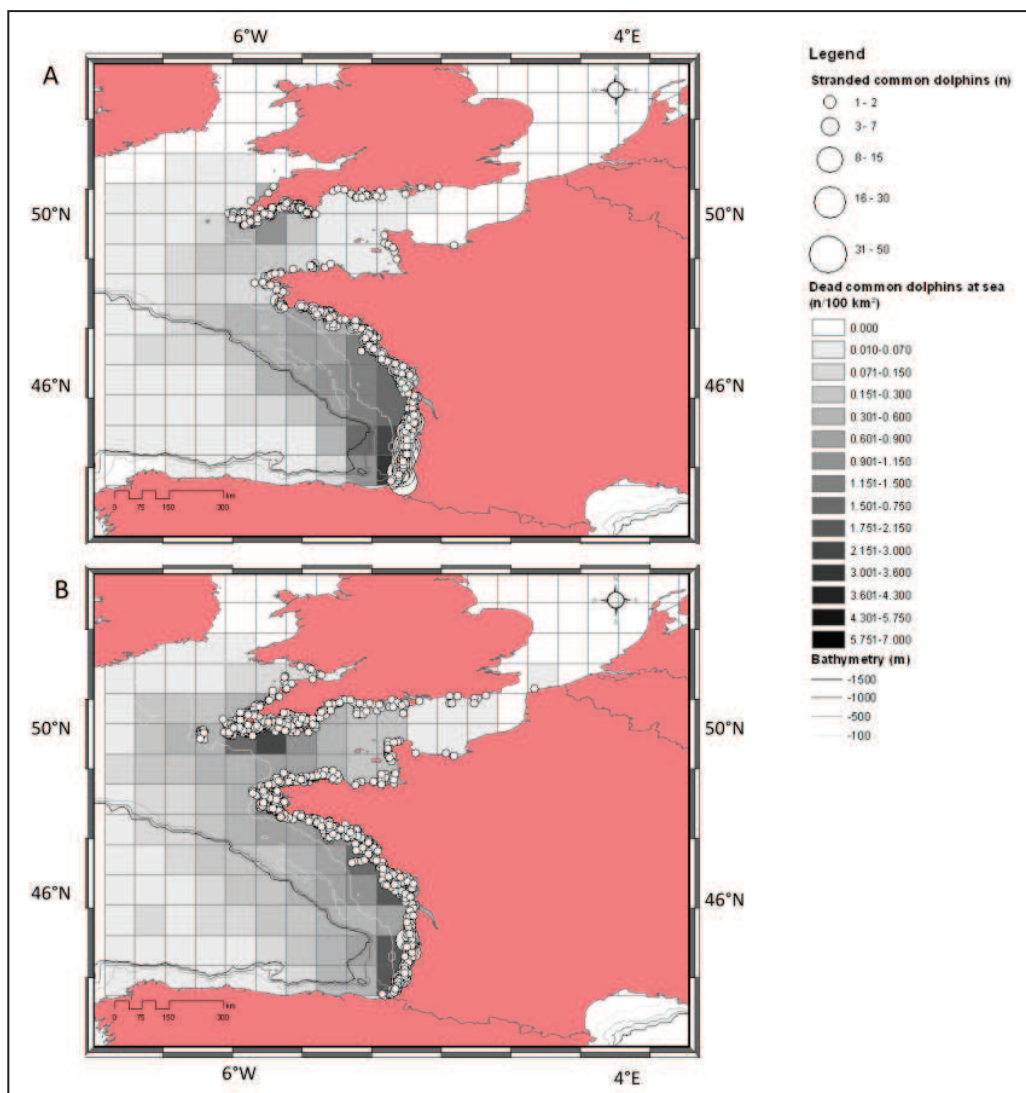 6°W
4°E
A
50°N
50°N
46°N
46°N
0 75 150 300
km
B
50°N
50°N
46°N
46°N
0 75 150 300
km
6°W
4°E
Legend
Stranded common dolphins (n)
1 - 2
3 - 7
8 - 15
16 - 30
31 - 50
Dead common dolphins at sea
(n/100 km²)
0.000
0.010-0.070
0.071-0.150
0.151-0.300
0.301-0.600
0.601-0.900
0.901-1.150
1.151-1.500
1.501-0.750
1.751-2.150
2.151-3.000
3.001-3.600
3.601-4.300
4.301-5.750
5.751-7.000
Bathymetry (m)
-1500
-1000
-500
-100